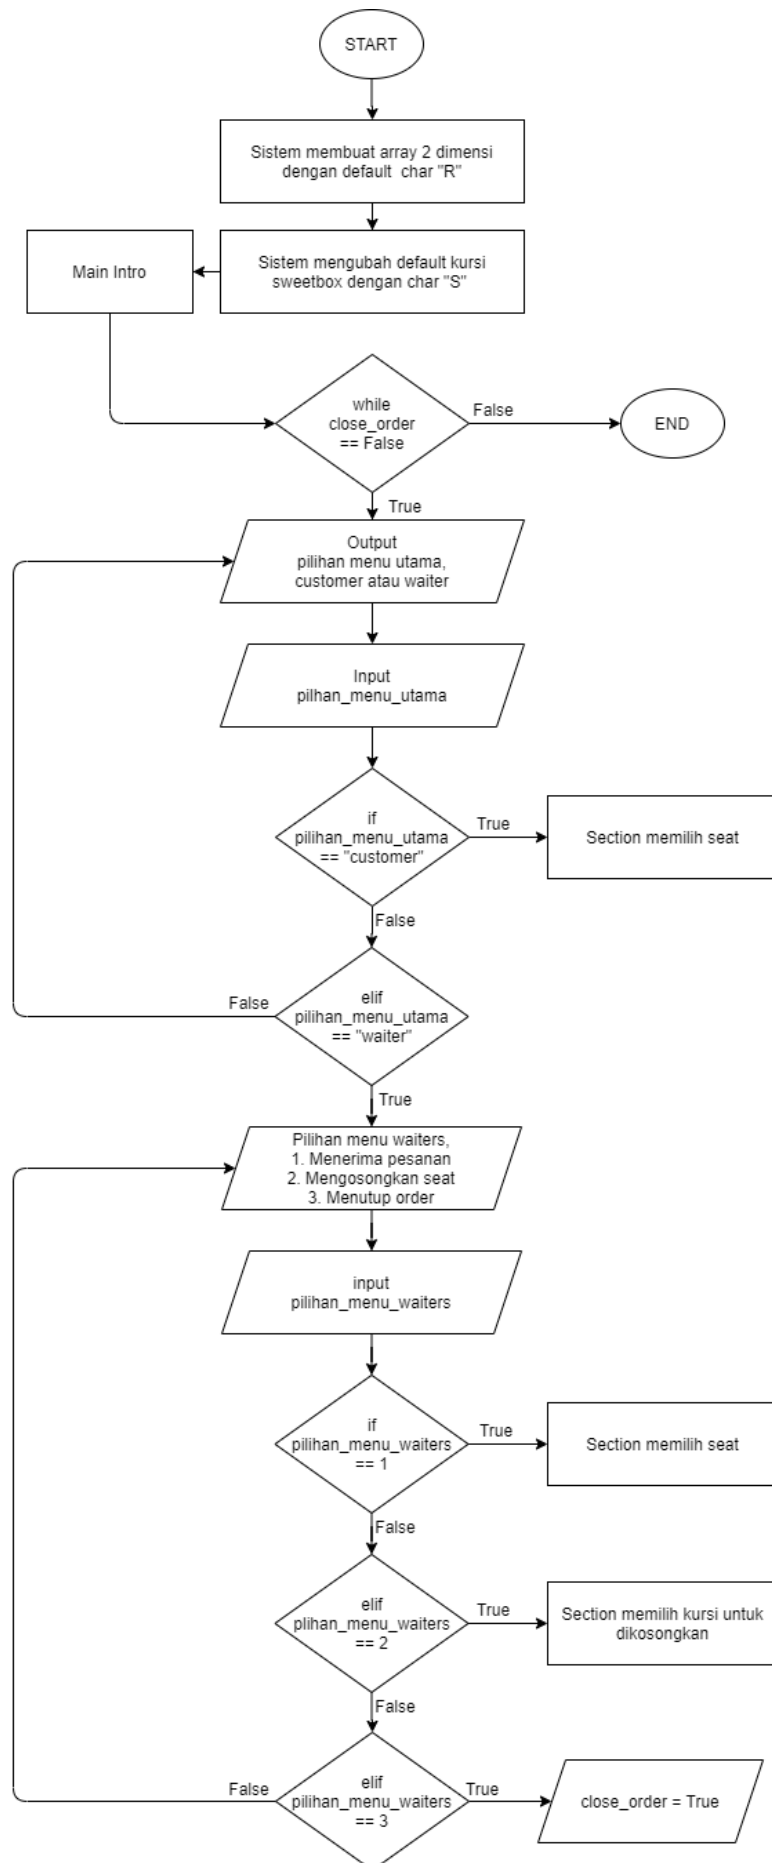 START
Sistem membuat array 2 dimensi
dengan default char "R"
Main Intro
Sistem mengubah default kursi
sweetbox dengan char "S"
while
close_order
== False
False
END
True
Output
pilihan menu utama,
customer atau waiter
Input
pilhan_menu_utama
if
pilihan_menu_utama
== "customer"
True
Section memilih seat
False
elif
pilihan_menu_utama
== "waiter"
False
True
Pilihan menu waiters,
1. Menerima pesanan
2. Mengosongkan seat
3. Menutup order
input
pilihan_menu_waiters
if
pilihan_menu_waiters
== 1
True
Section memilih seat
False
elif
plihan_menu_waiters
== 2
True
Section memilih kursi untuk
dikosongkan
False
elif
pilihan_menu_waiters
== 3
False
True
close_order = True